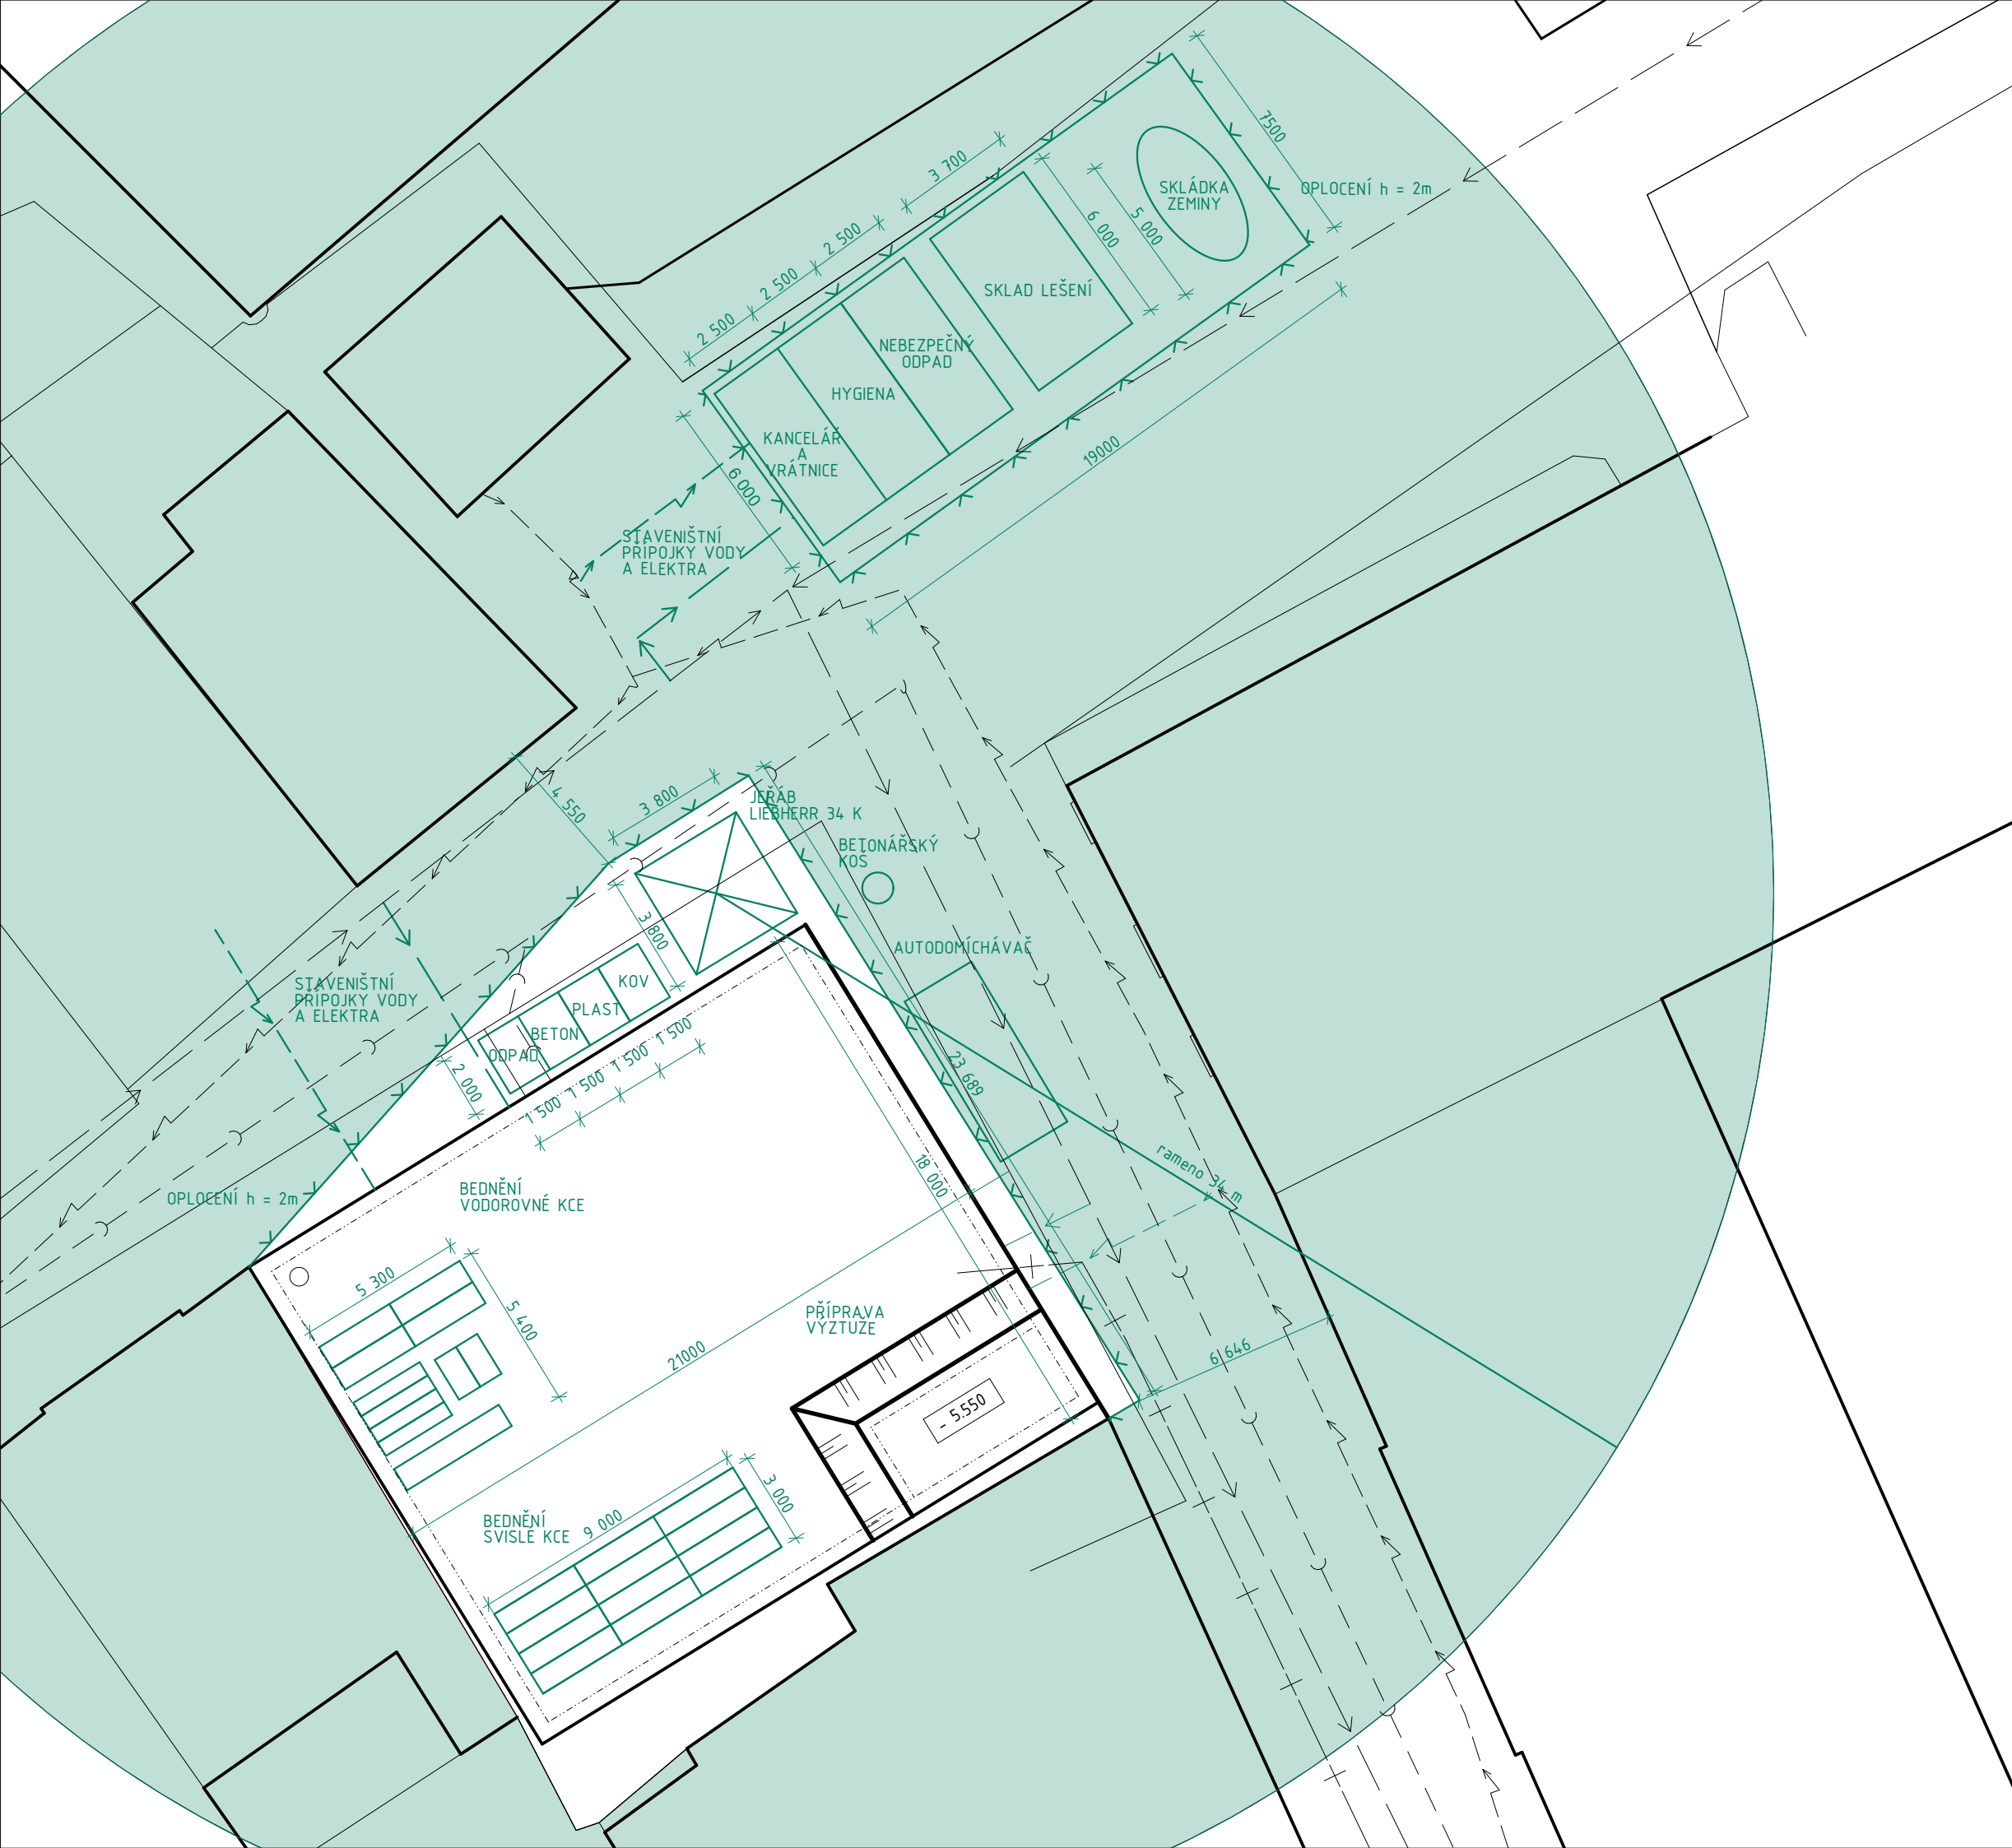 7500
3 700
SKLÁDKA
ZEMINY
OPLOCENÍ h = 2m
6 000
5 000
2 500
2 500
2 500
SKLAD LEŠENÍ
NEBEZPEČNÝ
ODPAD
HYGIENA
KANCELÁŘ
A
VRÁTNICE
19000
6 000
STAVENIŠTNÍ
PŘÍPOJKY VODY
A ELEKTRA
4 550
3 800
JEŘÁB
LIEBHERR 34 K
BETONÁŘSKÝ
KOŠ
3 800
AUTODOMÍCHÁVAČ
STAVENIŠTNÍ
PŘÍPOJKY VODY
A ELEKTRA
KOV
PLAST
BETON
ODPAD
2 000
1 500 1 500 1 500 1 500
23 689
18 000
rameno 34 m
OPLOCENÍ h = 2m
BEDNĚNÍ
VODOROVNÉ KCE
5 300
5 400
PŘÍPRAVA
VÝZTUŽE
21000
6 646
- 5.550
BEDNĚNÍ
SVISLÉ KCE
9 000
3 000